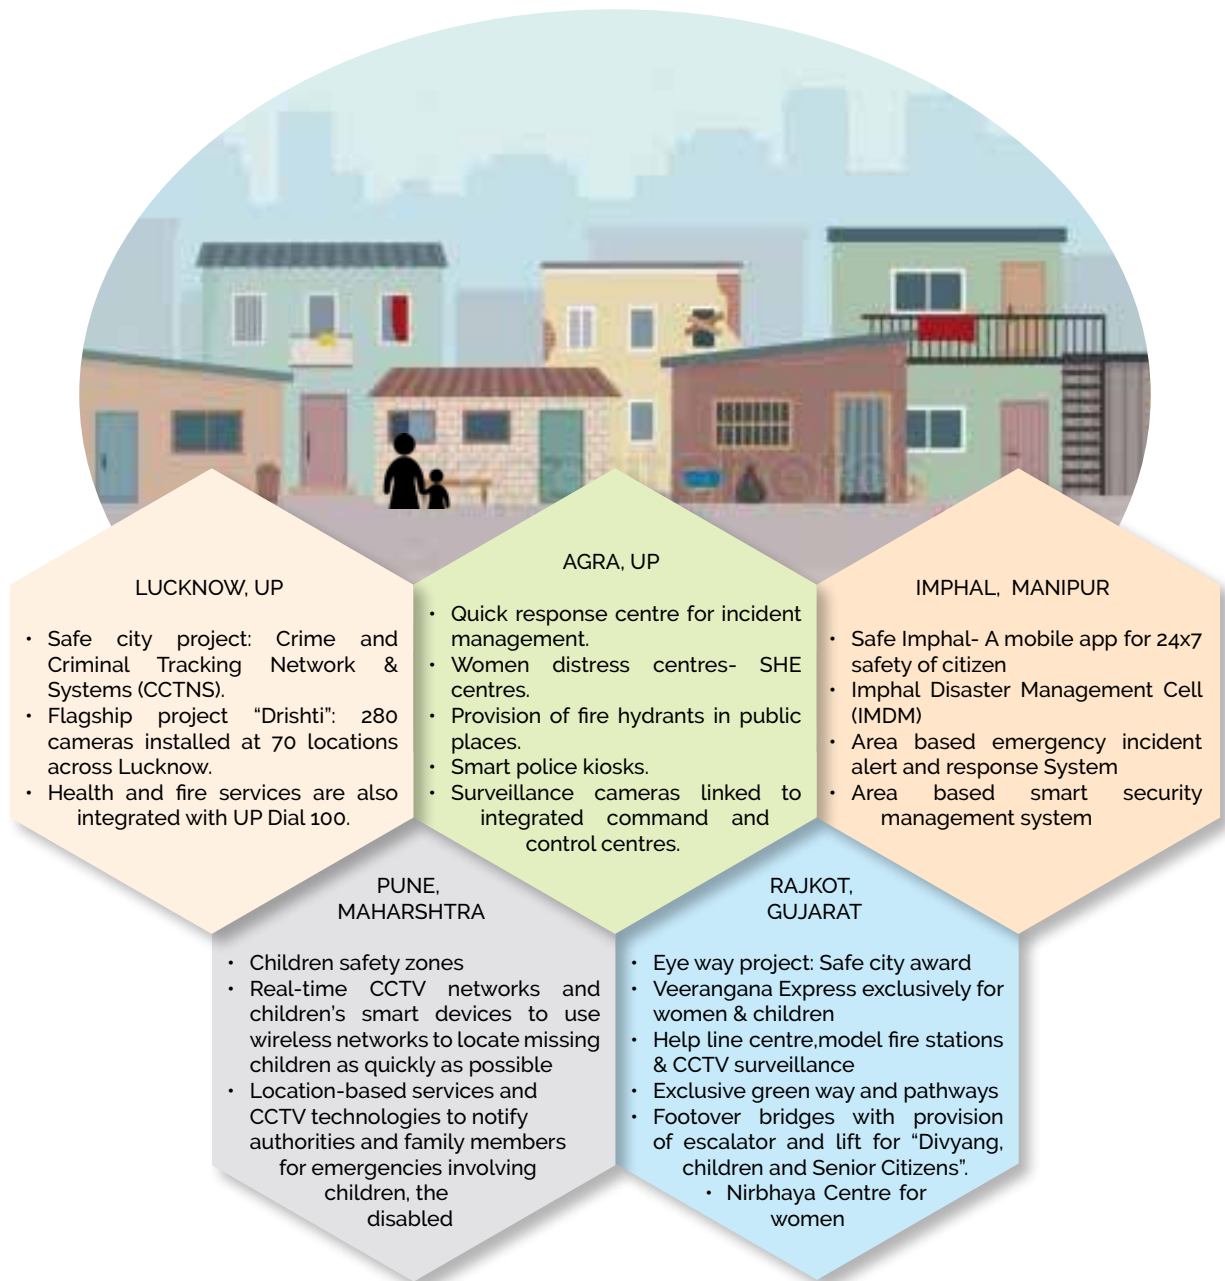 LUCKNOW, UP
• Safe city project: Crime and
Criminal Tracking Network &
Systems (CCTNS).
• Flagship project “Drishti”: 280
cameras installed at 70 locations
across Lucknow.
• Health and fire services are also
integrated with UP Dial 100.
AGRA, UP
• Quick response centre for incident
management.
• Women distress centres- SHE
centres.
• Provision of fire hydrants in public
places.
• Smart police kiosks.
• Surveillance cameras linked to
integrated command and
control centres.
IMPHAL, MANIPUR
• Safe Imphal- A mobile app for 24x7
safety of citizen
• Imphal Disaster Management Cell
(IMDM)
• Area based emergency incident
alert and response System
• Area based smart security
management system
PUNE,
MAHARSHTRA
• Children safety zones
• Real-time CCTV networks and
children’s smart devices to use
wireless networks to locate missing
children as quickly as possible
• Location-based services and
CCTV technologies to notify
authorities and family members
for emergencies involving
children, the
disabled
RAJKOT,
GUJARAT
• Eye way project: Safe city award
• Veerangana Express exclusively for
women & children
• Help line centre,model fire stations
& CCTV surveillance
• Exclusive green way and pathways
• Footover bridges with provision
of escalator and lift for “Divyang,
children and Senior Citizens”.
• Nirbhaya Centre for
women